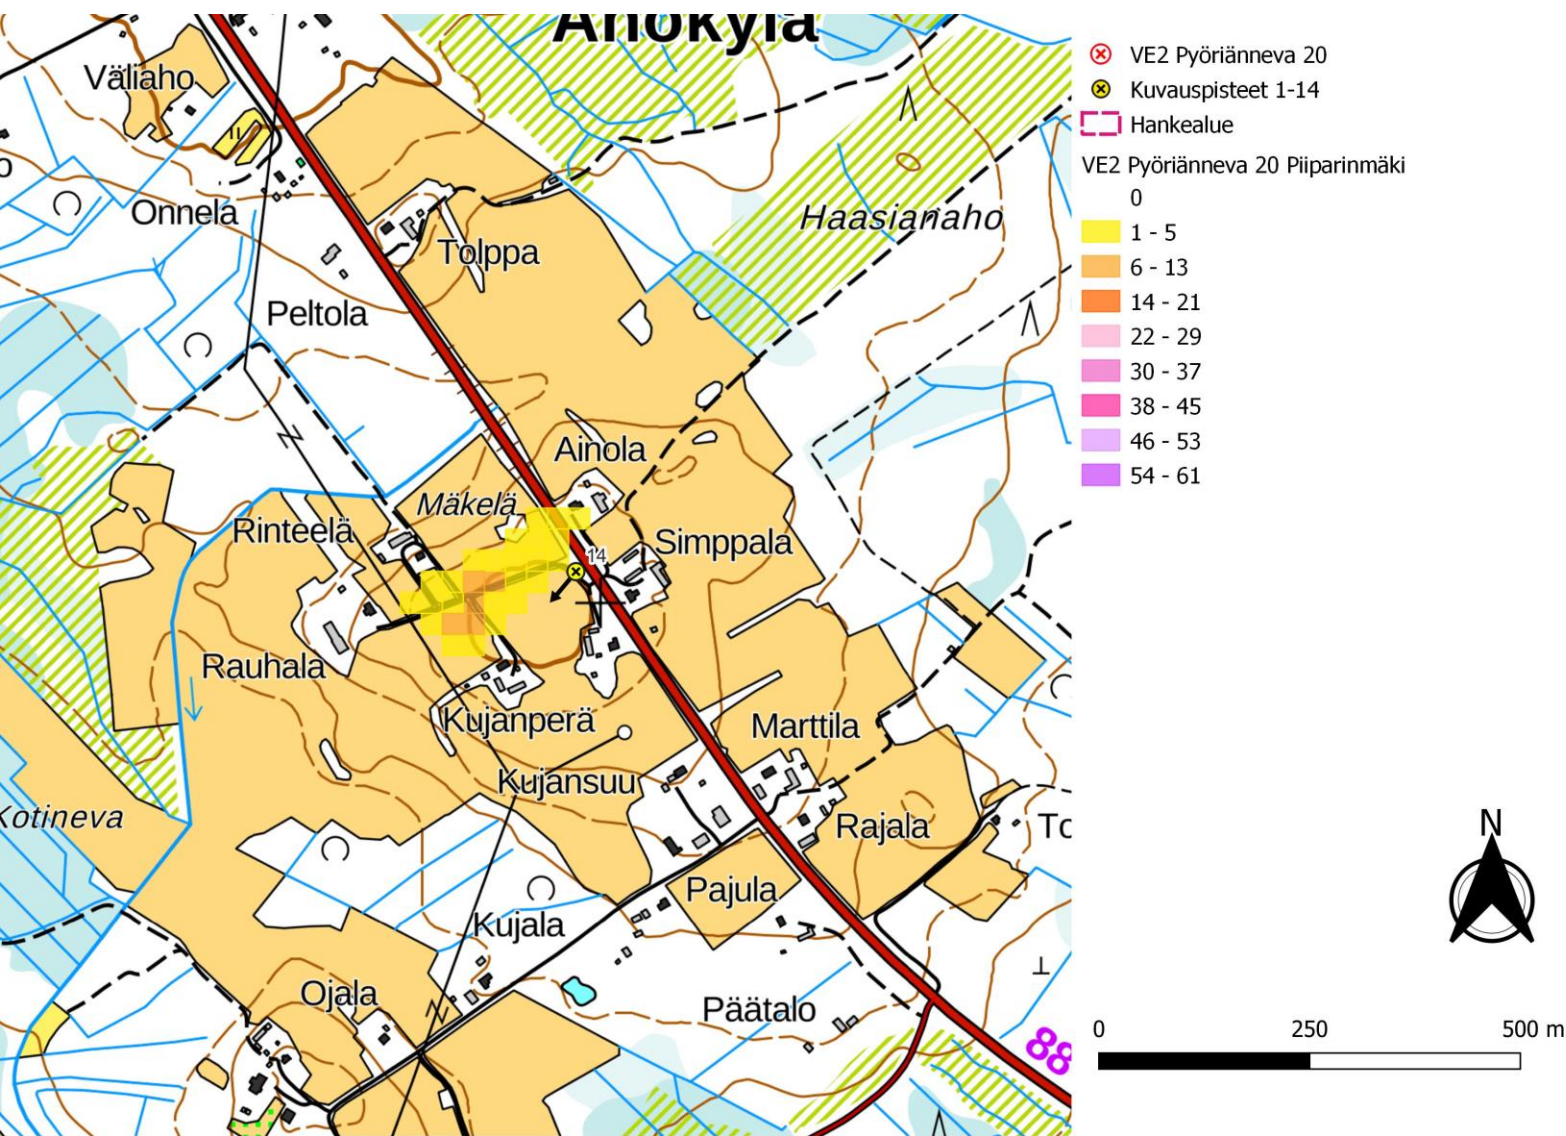 Ahokylä
Väliaho
Onnela
Haasianaho
Tolppa
Peltola
Ainola
Mäkelä
Rinteelä
Simppala
14
Rauhala
Kujanperä
Marttila
Kujansuu
Kotineva
Rajala
Pajula
Kujala
Ojala
Päätalo
88
VE2 Pyöriänneva 20
Kuvauspisteet 1-14
Hankealue
VE2 Pyöriänneva 20 Piiparinmäki
0
1 - 5
6 - 13
14 - 21
22 - 29
30 - 37
38 - 45
46 - 53
54 - 61
N
0 250 500 m